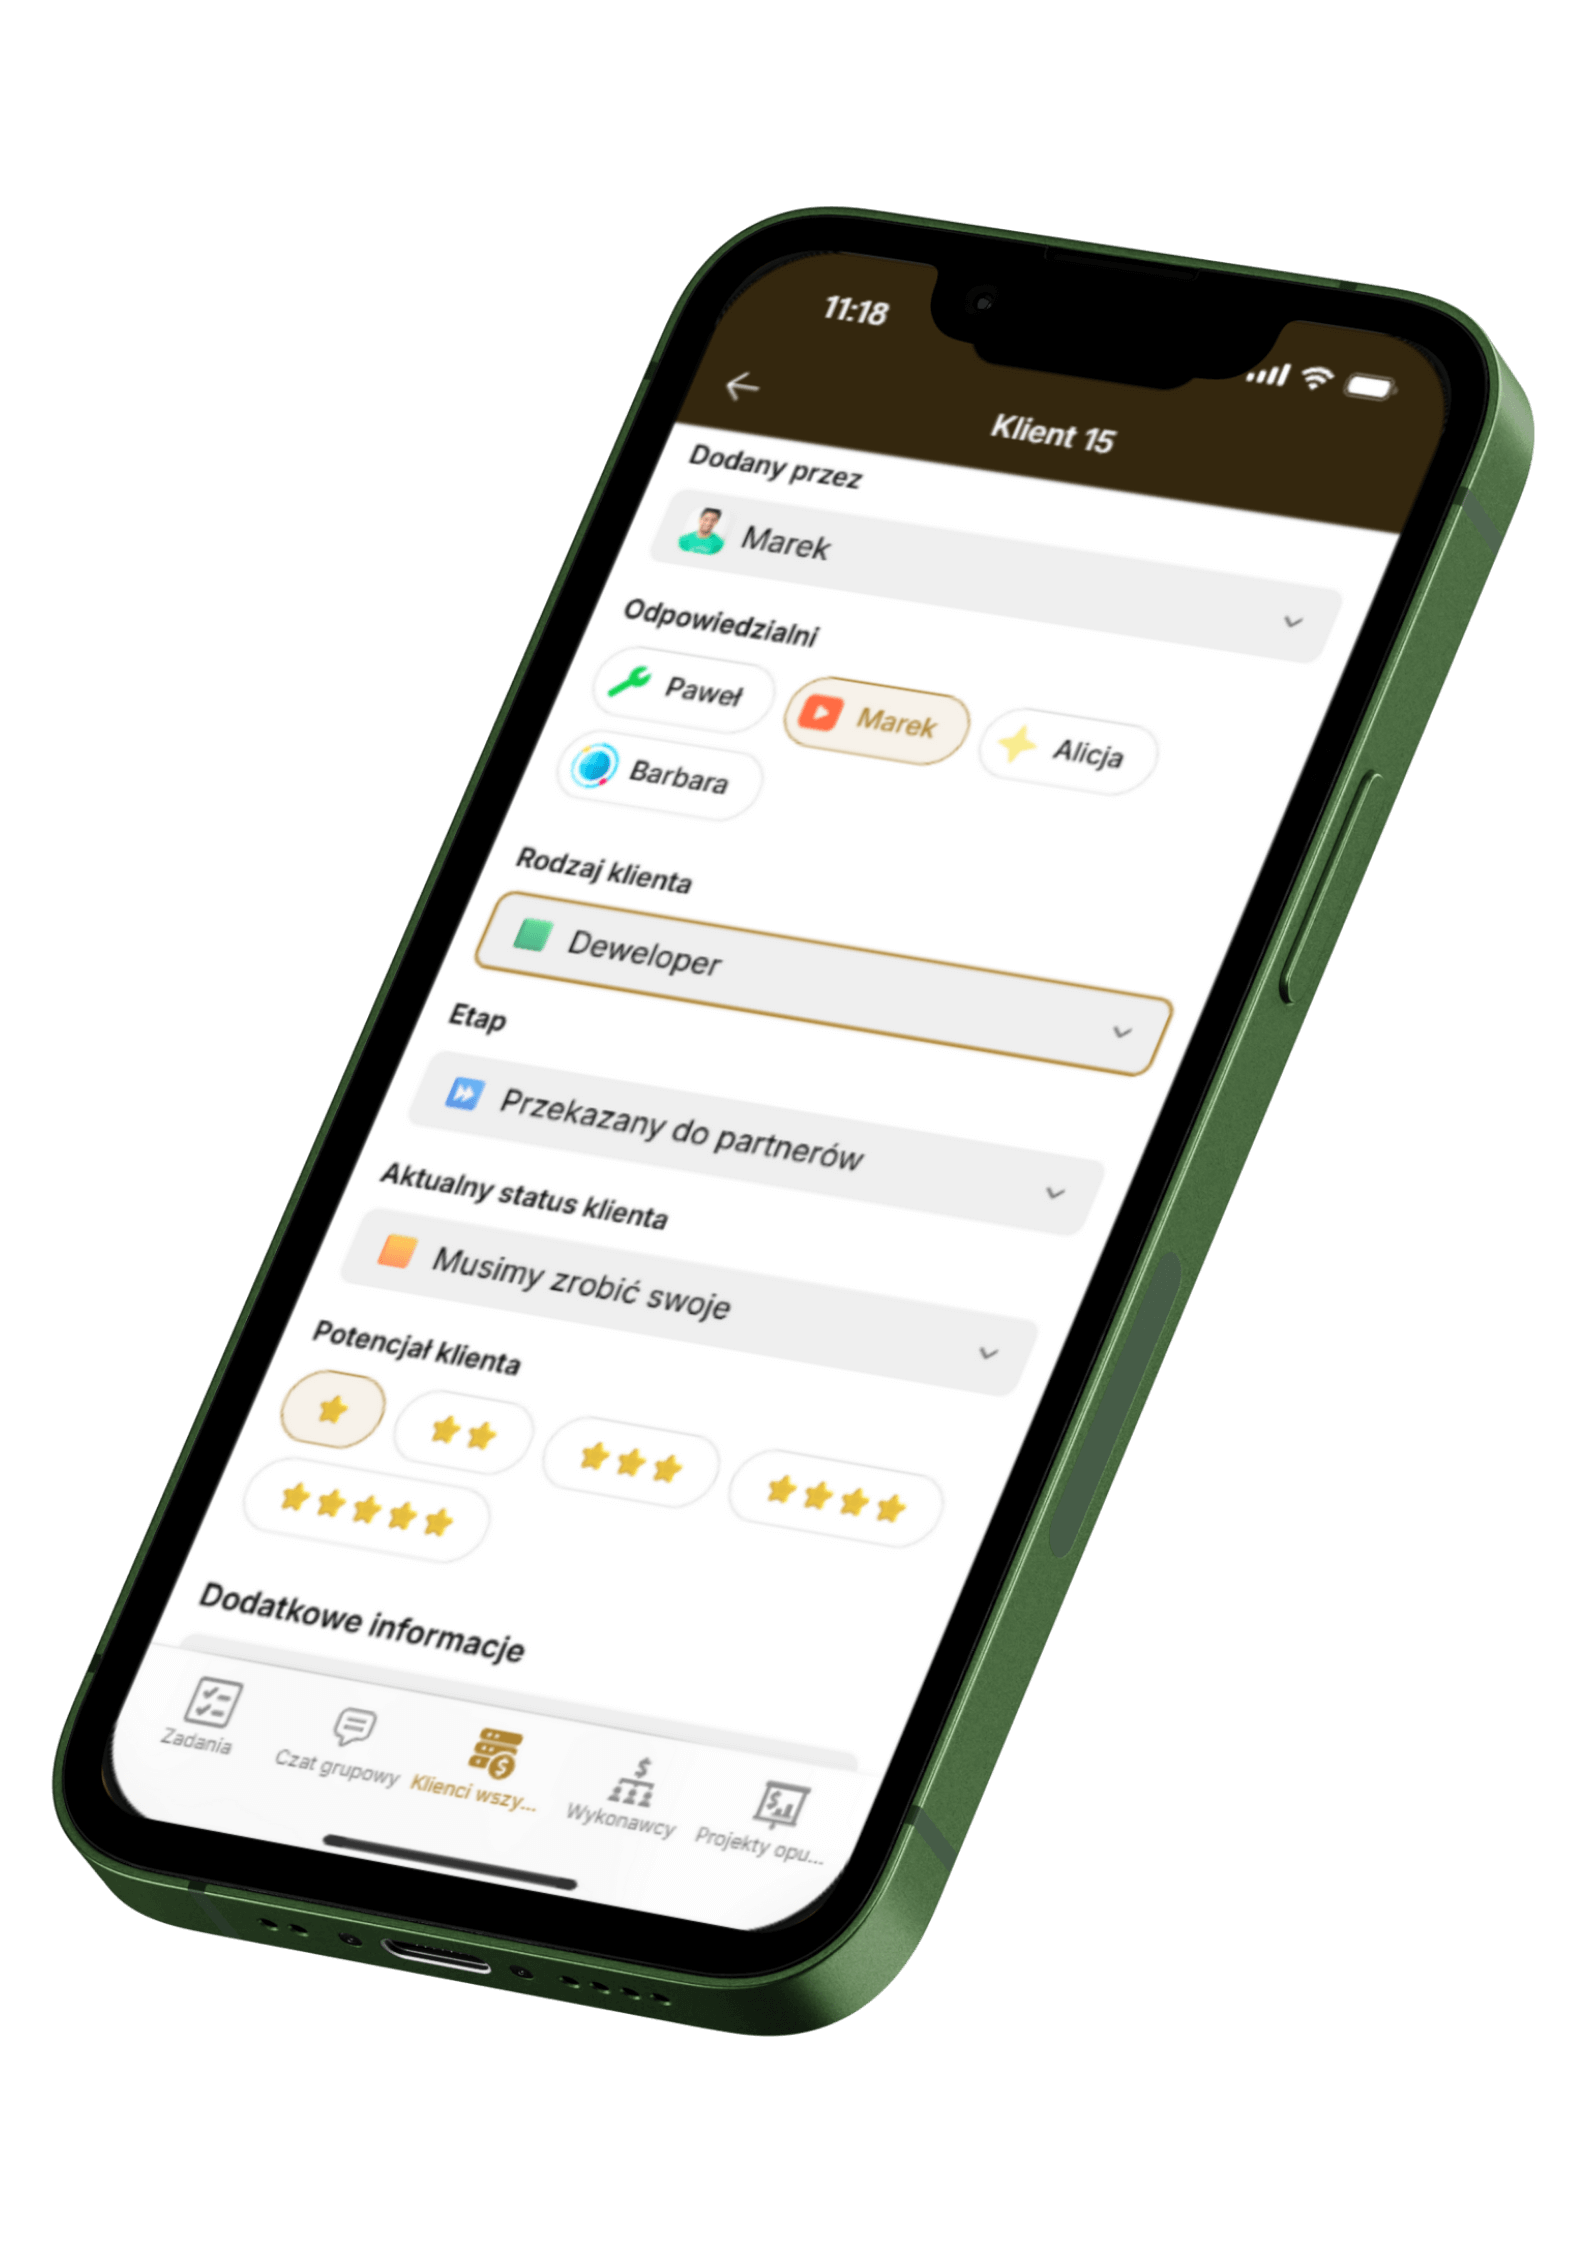 11:18
Klient 15
Dodany przez
Marek
Odpowiedzialni
Paweł Marek Alicja
Barbara
Rodzaj klienta
Deweloper
Etap
Przekazany do partnerów
Aktualny status klienta
Musimy zrobić swoje
Potencjał klienta
Dodatkowe informacje
Zadania Czat grupowy Klienci wszy... Wykonawcy Projekty opu...